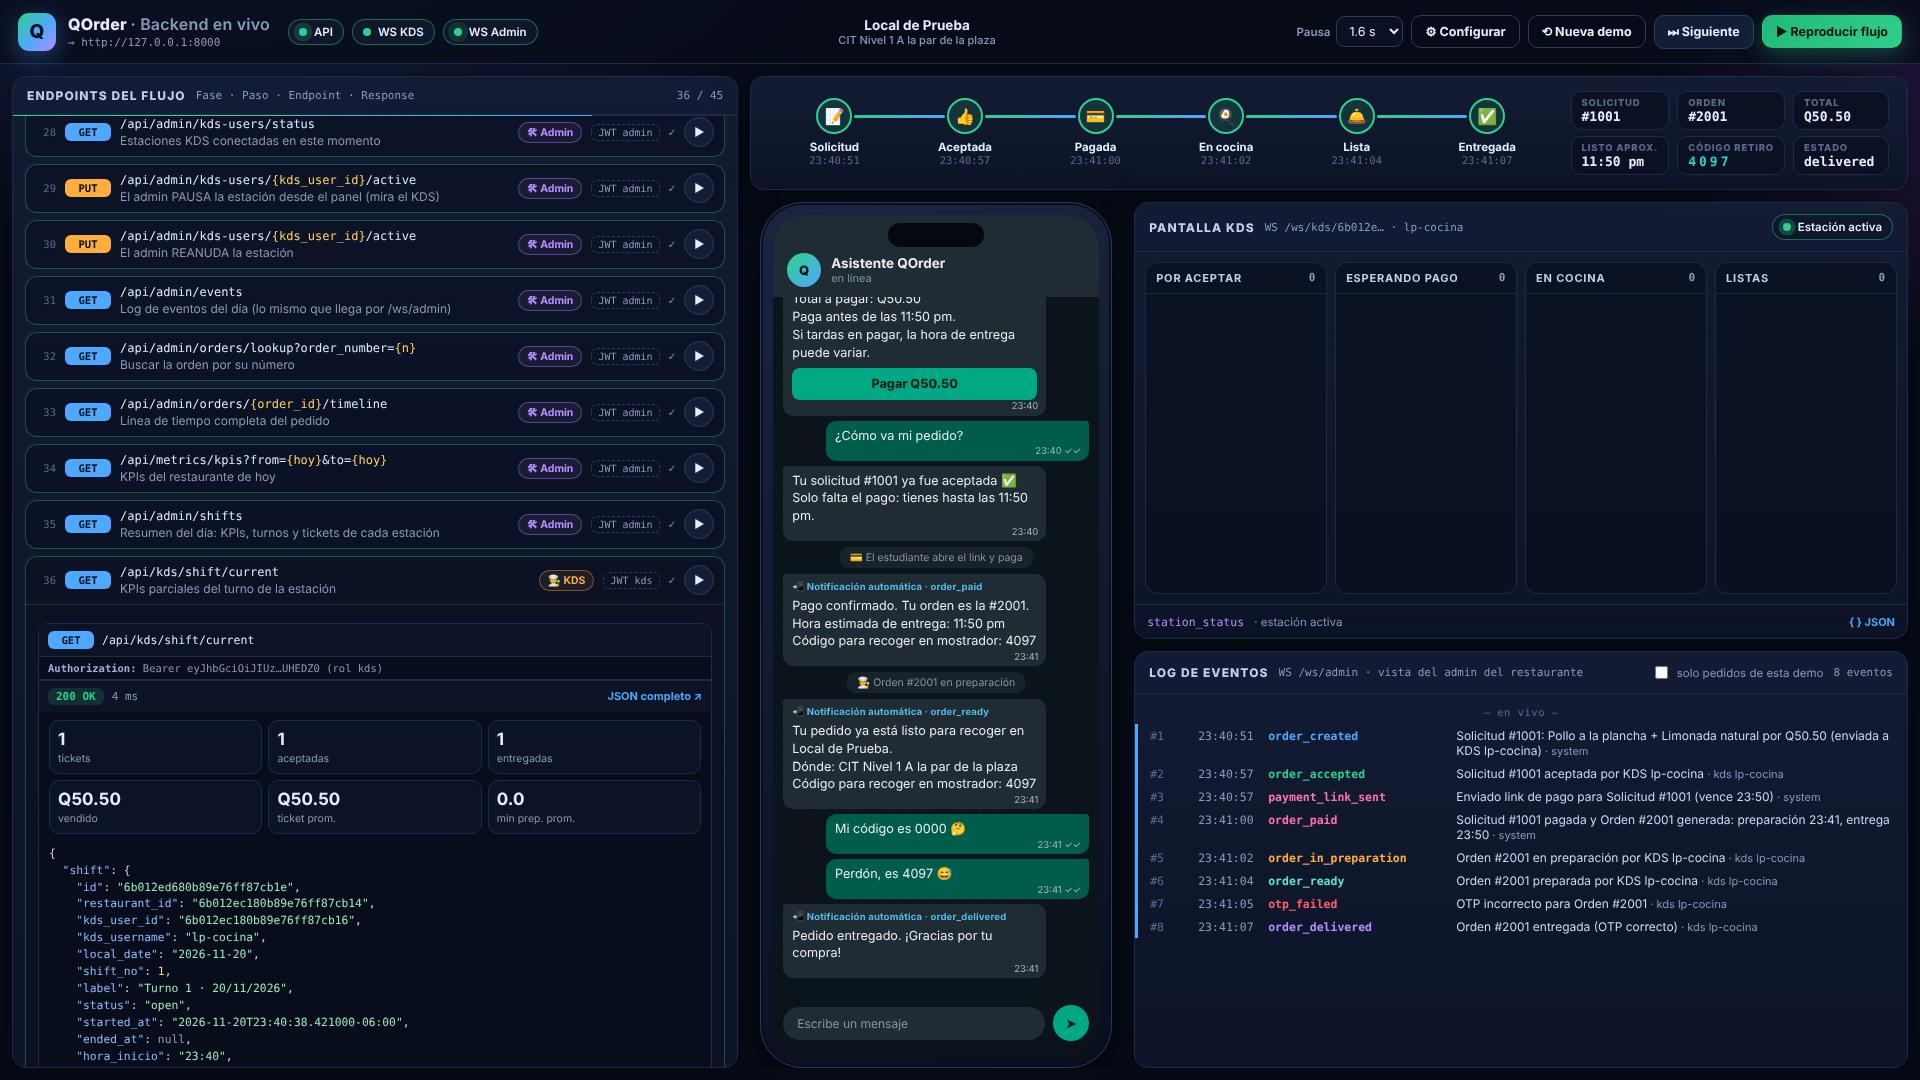 Q
QOrder · Backend en vivo
→ http://127.0.0.1:8000
API
WS KDS
WS Admin
Local de Prueba
CIT Nivel 1 A la par de la plaza
Pausa
1.6 s
⚙ Configurar
⟲ Nueva demo
⏭ Siguiente
▶ Reproducir flujo
ENDPOINTS DEL FLUJO
Fase · Paso · Endpoint · Response
36 / 45
28 GET /api/admin/kds-users/status
Estaciones KDS conectadas en este momento
🛠 Admin
JWT admin ✓
29 PUT /api/admin/kds-users/{kds_user_id}/active
El admin PAUSA la estación desde el panel (mira el KDS)
🛠 Admin
JWT admin ✓
30 PUT /api/admin/kds-users/{kds_user_id}/active
El admin REANUDA la estación
🛠 Admin
JWT admin ✓
31 GET /api/admin/events
Log de eventos del día (lo mismo que llega por /ws/admin)
🛠 Admin
JWT admin ✓
32 GET /api/admin/orders/lookup?order_number={n}
Buscar la orden por su número
🛠 Admin
JWT admin ✓
33 GET /api/admin/orders/{order_id}/timeline
Línea de tiempo completa del pedido
🛠 Admin
JWT admin ✓
34 GET /api/metrics/kpis?from={hoy}&to={hoy}
KPIs del restaurante de hoy
🛠 Admin
JWT admin ✓
35 GET /api/admin/shifts
Resumen del día: KPIs, turnos y tickets de cada estación
🛠 Admin
JWT admin ✓
36 GET /api/kds/shift/current
KPIs parciales del turno de la estación
👨‍🍳 KDS
JWT kds ✓
GET /api/kds/shift/current
Authorization: Bearer eyJhbGciOiJIUz…UHEDZ0 (rol kds)
200 OK 4 ms
JSON completo ↗
1
tickets
1
aceptadas
1
entregadas
Q50.50
vendido
Q50.50
ticket prom.
0.0
min prep. prom.
{
"shift": {
"id": "6b012ed680b89e76ff87cb1e",
"restaurant_id": "6b012ec180b89e76ff87cb14",
"kds_user_id": "6b012ec180b89e76ff87cb16",
"kds_username": "lp-cocina",
"local_date": "2026-11-20",
"shift_no": 1,
"label": "Turno 1 · 20/11/2026",
"status": "open",
"started_at": "2026-11-20T23:40:38.421000-06:00",
"ended_at": null,
"hora_inicio": "23:40",
📝
Solicitud
23:40:51
👍
Aceptada
23:40:57
💳
Pagada
23:41:00
🍳
En cocina
23:41:02
🛎
Lista
23:41:04
✅
Entregada
23:41:07
SOLICITUD
#1001
ORDEN
#2001
TOTAL
Q50.50
LISTO APROX.
11:50 pm
CÓDIGO RETIRO
4097
ESTADO
delivered
Q
Asistente QOrder
en línea
Total a pagar: Q50.50
Paga antes de las 11:50 pm.
Si tardas en pagar, la hora de entrega
puede variar.
Pagar Q50.50
23:40
¿Cómo va mi pedido?
23:40 ✓✓
Tu solicitud #1001 ya fue aceptada ✅
Solo falta el pago: tienes hasta las 11:50
pm.
23:40
💳 El estudiante abre el link y paga
📲 Notificación automática · order_paid
Pago confirmado. Tu orden es la #2001.
Hora estimada de entrega: 11:50 pm
Código para recoger en mostrador: 4097
23:41
👨‍🍳 Orden #2001 en preparación
📲 Notificación automática · order_ready
Tu pedido ya está listo para recoger en
Local de Prueba.
Dónde: CIT Nivel 1 A la par de la plaza
Código para recoger en mostrador: 4097
23:41
Mi código es 0000 🤔
23:41 ✓✓
Perdón, es 4097 😅
23:41 ✓✓
📲 Notificación automática · order_delivered
Pedido entregado. ¡Gracias por tu
compra!
23:41
Escribe un mensaje
➤
PANTALLA KDS
WS /ws/kds/6b012e… · lp-cocina
Estación activa
POR ACEPTAR 0
ESPERANDO PAGO 0
EN COCINA 0
LISTAS 0
station_status · estación activa
{ } JSON
LOG DE EVENTOS
WS /ws/admin · vista del admin del restaurante
solo pedidos de esta demo
8 eventos
— en vivo —
#1 23:40:51 order_created Solicitud #1001: Pollo a la plancha + Limonada natural por Q50.50 (enviada a
KDS lp-cocina) · system
#2 23:40:57 order_accepted Solicitud #1001 aceptada por KDS lp-cocina · kds lp-cocina
#3 23:40:57 payment_link_sent Enviado link de pago para Solicitud #1001 (vence 23:50) · system
#4 23:41:00 order_paid Solicitud #1001 pagada y Orden #2001 generada: preparación 23:41, entrega
23:50 · system
#5 23:41:02 order_in_preparation Orden #2001 en preparación por KDS lp-cocina · kds lp-cocina
#6 23:41:04 order_ready Orden #2001 preparada por KDS lp-cocina · kds lp-cocina
#7 23:41:05 otp_failed OTP incorrecto para Orden #2001 · kds lp-cocina
#8 23:41:07 order_delivered Orden #2001 entregada (OTP correcto) · kds lp-cocina